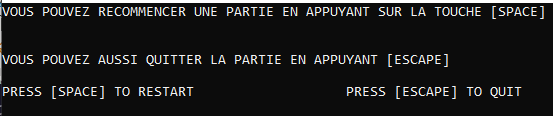 VOUS POUVEZ RECOMMENCER UNE PARTIE EN APPUYANT SUR LA TOUCHE [SPACE]
VOUS POUVEZ AUSSI QUITTER LA PARTIE EN APPUYANT [ESCAPE]
PRESS [SPACE] TO RESTART PRESS [ESCAPE] TO QUIT